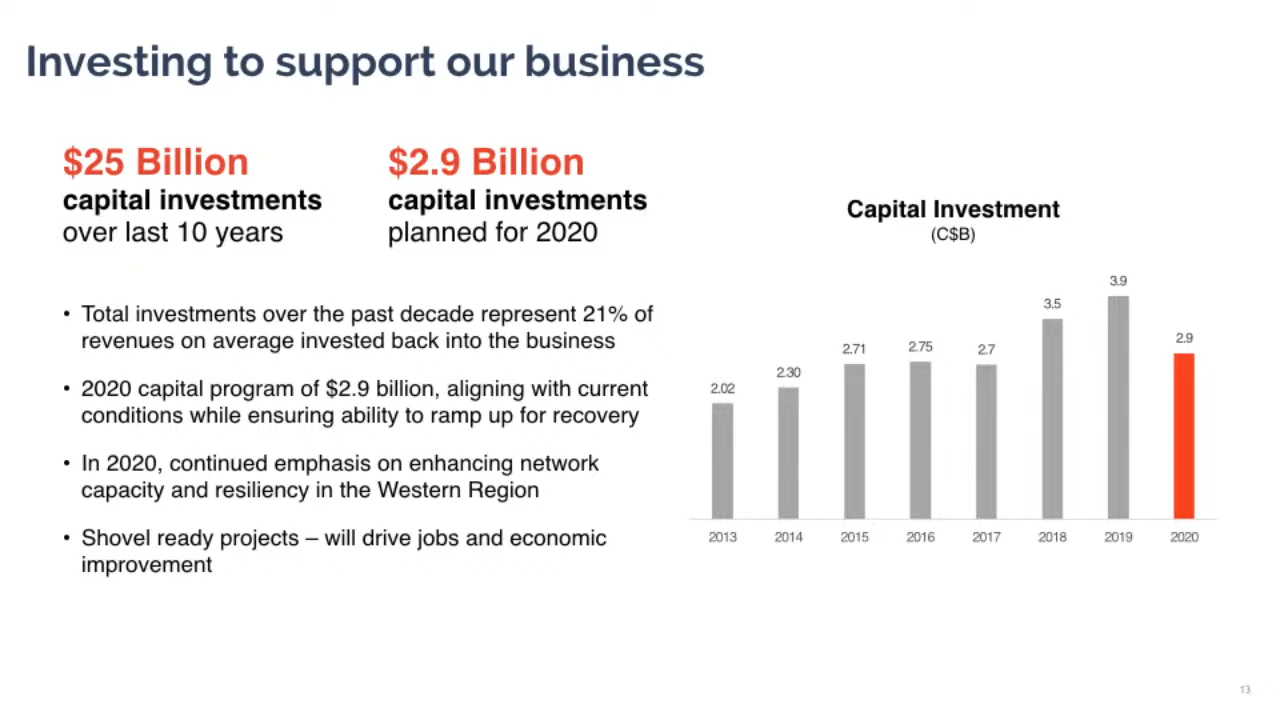 Investing to support our business
$25 Billion
capital investments
over last 10 years
$2.9 Billion
capital investments
planned for 2020
• Total investments over the past decade represent 21% of
revenues on average invested back into the business
• 2020 capital program of $2.9 billion, aligning with current
conditions while ensuring ability to ramp up for recovery
• In 2020, continued emphasis on enhancing network
capacity and resiliency in the Western Region
• Shovel ready projects – will drive jobs and economic
improvement
Capital Investment
(C$B)
2.02
2.30
2.71
2.75
2.7
3.5
3.9
2.9
2013
2014
2015
2016
2017
2018
2019
2020
13